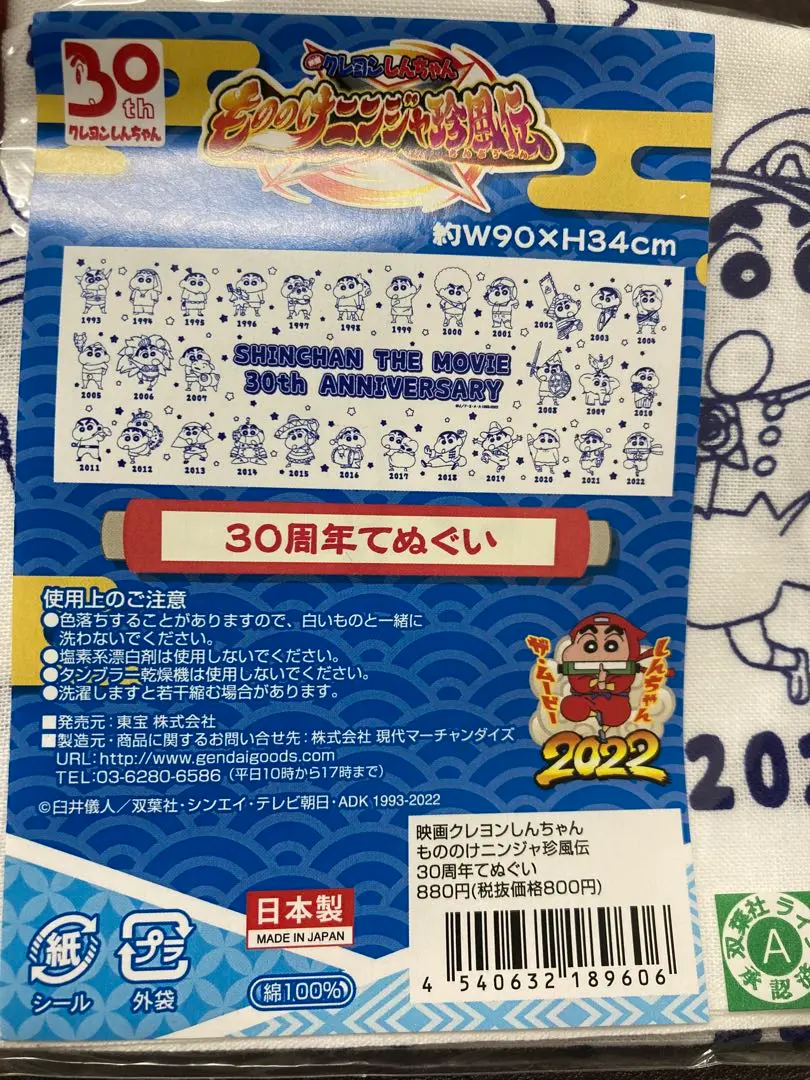 30th
クレヨンしんちゃん
映画クレヨンしんちゃん
もののけニンジャ珍風伝
ちんぷうでん
約W90×H34cm
1993 1994 1995 1996 1997 1998 1999 2000 2001 2002 2003 2004
SHINCHAN THE MOVIE
30th ANNIVERSARY
2005 2006 2007 2008 2009 2010
2011 2012 2013 2014 2015 2016 2017 2018 2019 2020 2021 2022
30周年てぬぐい
使用上のご注意
●色落ちすることがありますので、白いものと一緒に
洗わないでください。
●塩素系漂白剤は使用しないでください。
●タンブラー乾燥機は使用しないでください。
●洗濯しますと若干縮む場合があります。
■発売元：東宝 株式会社
■製造元・商品に関するお問い合せ先：株式会社 現代マーチャンダイズ
URL：http://www.gendaigoods.com
TEL：03-6280-6586（平日10時から17時まで）
©臼井儀人／双葉社・シンエイ・テレビ朝日・ADK 1993-2022
しんちゃん
ザ・ムービー
2022
映画クレヨンしんちゃん
もののけニンジャ珍風伝
30周年てぬぐい
880円(税抜価格800円)
4 540632 189606
日本製
MADE IN JAPAN
紙
シール
プラ
外袋
綿100%
双葉社
A
承認